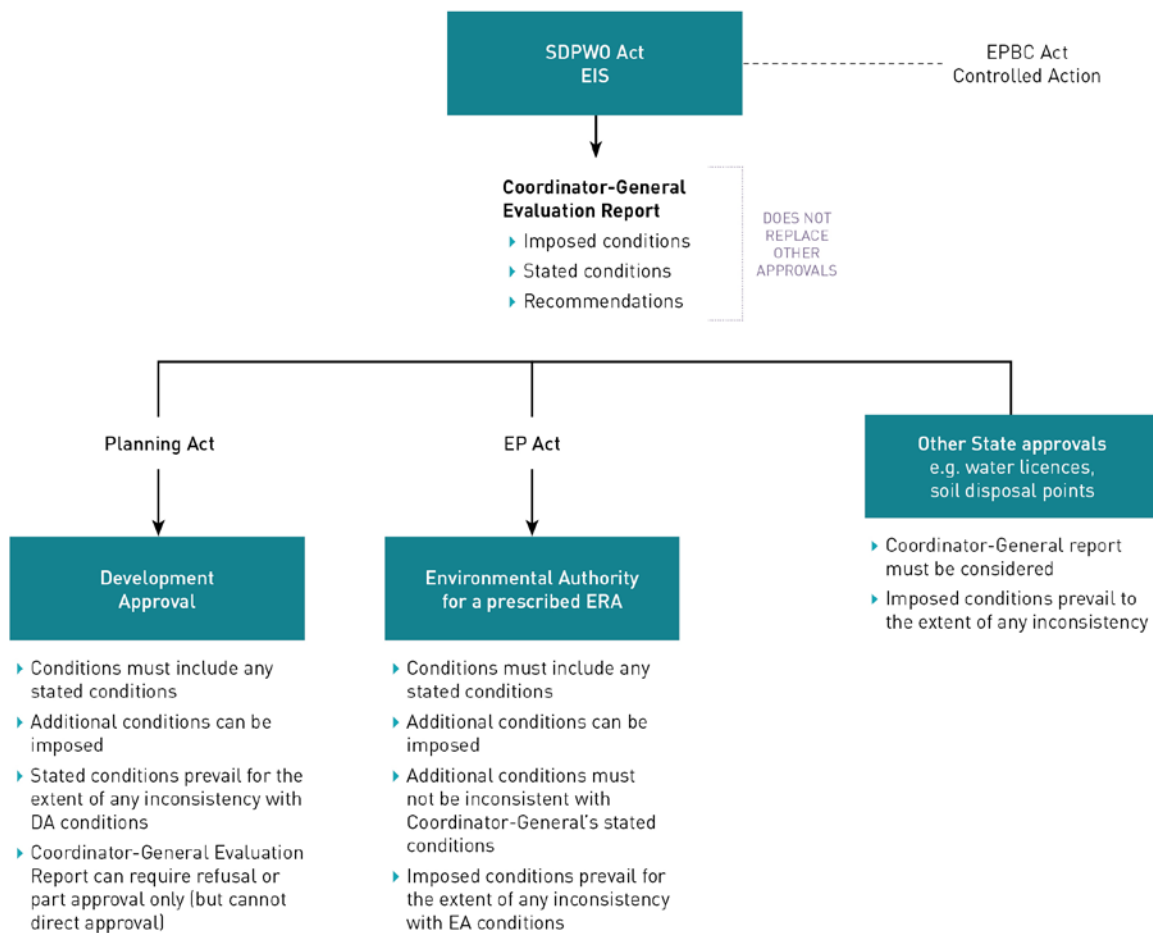 SDPWO Act
EIS
EPBC Act
Controlled Action
Coordinator-General
Evaluation Report
Imposed conditions
Stated conditions
Recommendations
DOES NOT
REPLACE
OTHER
APPROVALS
Planning Act
EP Act
Other State approvals
e.g. water licences,
soil disposal points
Coordinator-General report
must be considered
Imposed conditions prevail to
the extent of any inconsistency
Development
Approval
Conditions must include any
stated conditions
Additional conditions can be
imposed
Stated conditions prevail for the
extent of any inconsistency with
DA conditions
Coordinator-General Evaluation
Report can require refusal or
part approval only (but cannot
direct approval)
Environmental Authority
for a prescribed ERA
Conditions must include any
stated conditions
Additional conditions can be
imposed
Additional conditions must
not be inconsistent with
Coordinator-General's stated
conditions
Imposed conditions prevail for
the extent of any inconsistency
with EA conditions